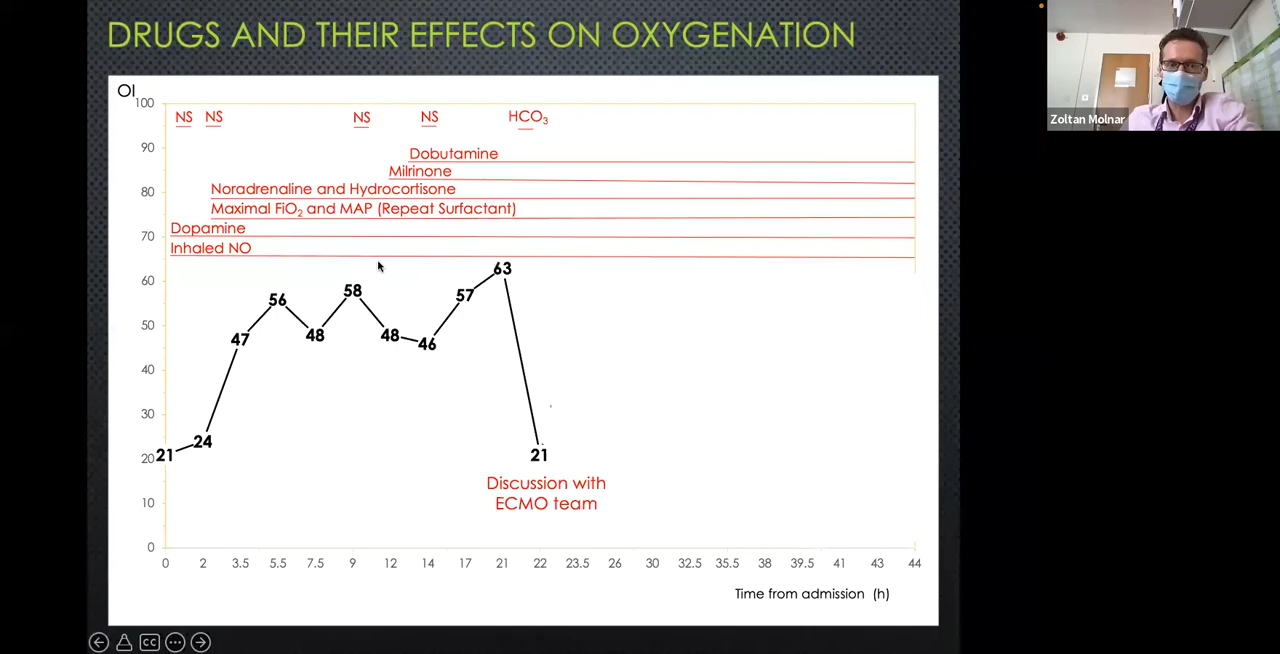 DRUGS AND THEIR EFFECTS ON OXYGENATION
Zoltan Molnar
OI
100
NS NS NS NS HCO₃
90
Dobutamine
Milrinone
80
Noradrenaline and Hydrocortisone
Maximal FiO₂ and MAP (Repeat Surfactant)
70
Dopamine
Inhaled NO
60
50
40
30
20
10
0
21 24 47 56 48 58 48 46 57 63 21
Discussion with
ECMO team
0 2 3.5 5.5 7.5 9 12 14 17 21 22 23.5 26 30 32.5 35.5 38 39.5 41 43 44
Time from admission (h)
CC